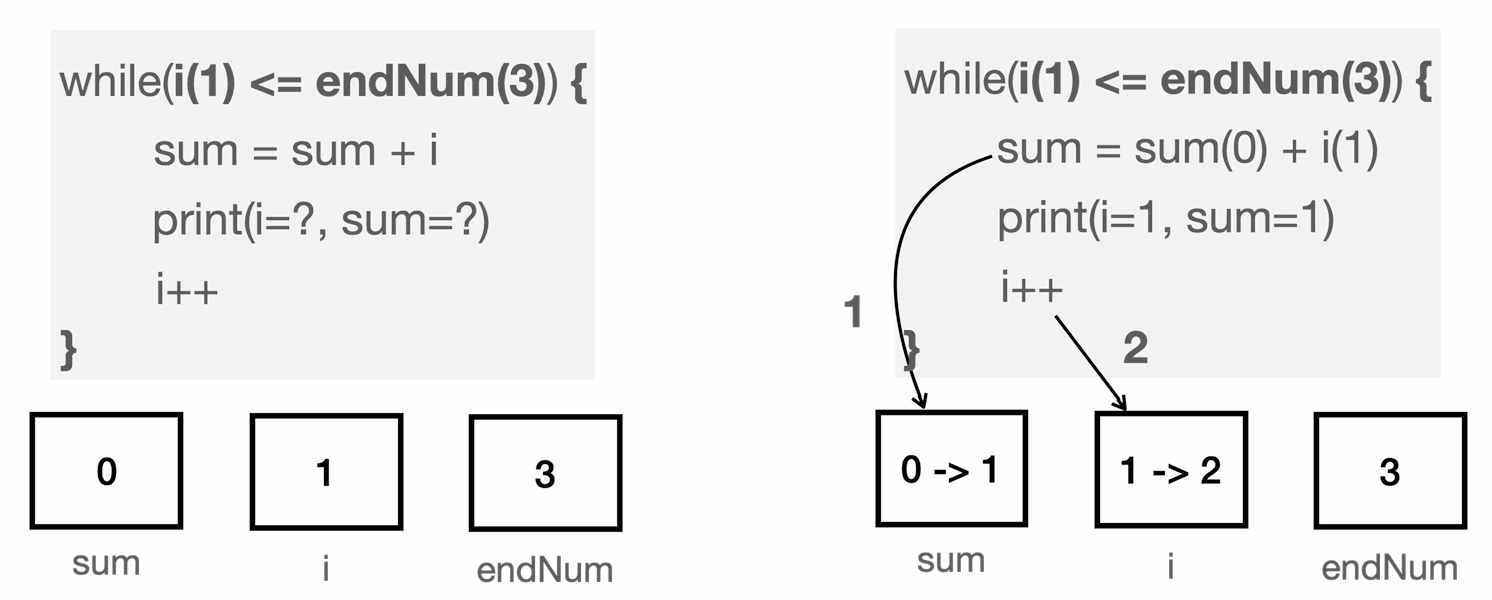 while(i(1) <= endNum(3)) {
sum = sum + i
print(i=?, sum=?)
i++
}
0
1
3
sum
i
endNum
while(i(1) <= endNum(3)) {
sum = sum(0) + i(1)
print(i=1, sum=1)
i++
1
}
2
0 -> 1
1 -> 2
3
sum
i
endNum